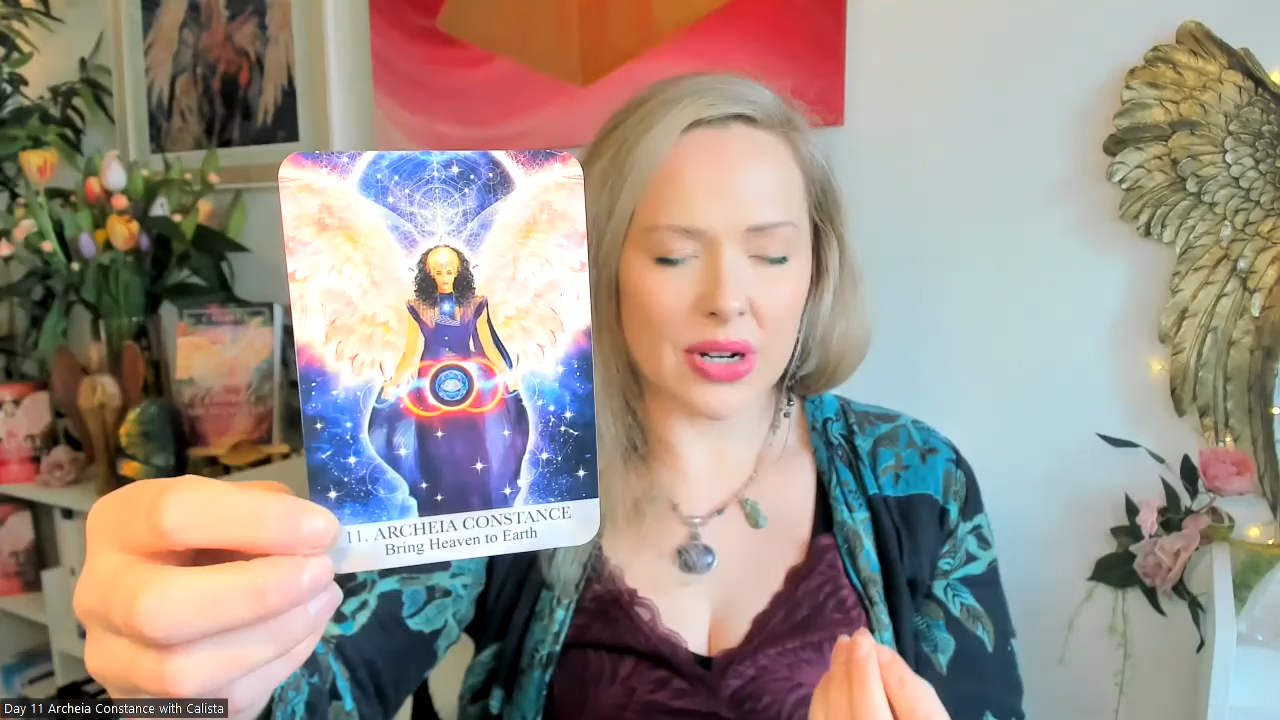 11. ARCHEIA CONSTANCE
Bring Heaven to Earth
Day 11 Archeia Constance with Calista